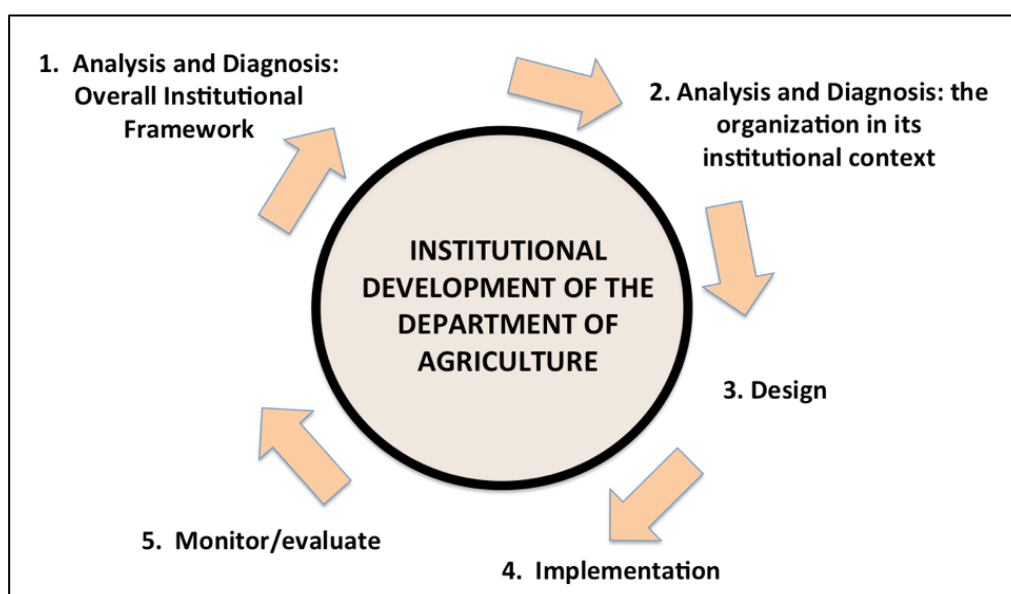 1. Analysis and Diagnosis:
Overall Institutional
Framework
2. Analysis and Diagnosis: the
organization in its
institutional context
INSTITUTIONAL
DEVELOPMENT OF THE
DEPARTMENT OF
AGRICULTURE
3. Design
4. Implementation
5. Monitor/evaluate